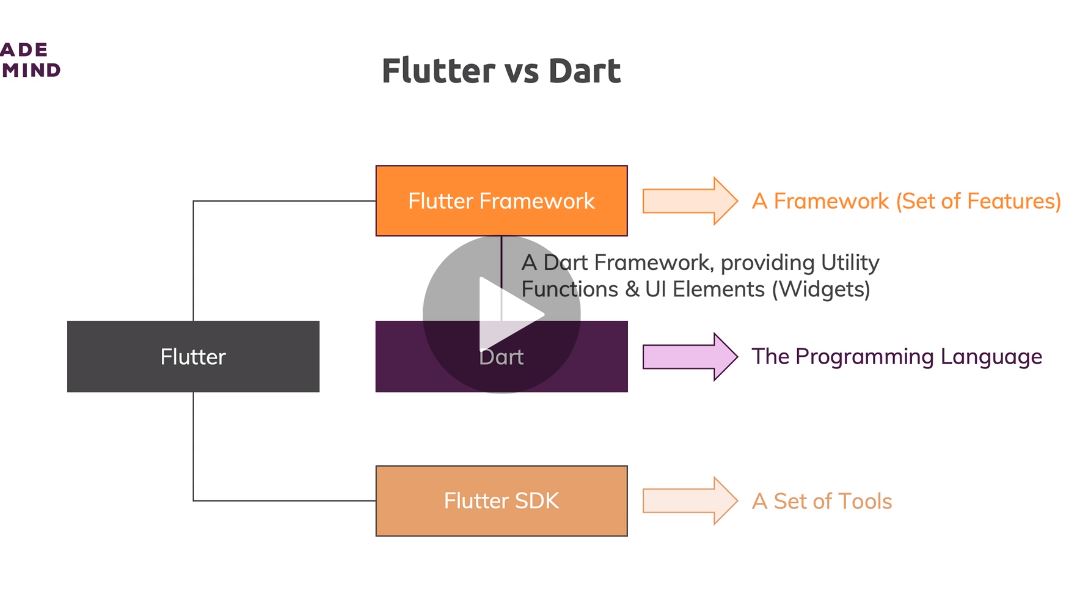 ADE
MIND
Flutter vs Dart
Flutter Framework
A Framework (Set of Features)
A Dart Framework, providing Utility
Functions & UI Elements (Widgets)
Flutter
Dart
The Programming Language
Flutter SDK
A Set of Tools